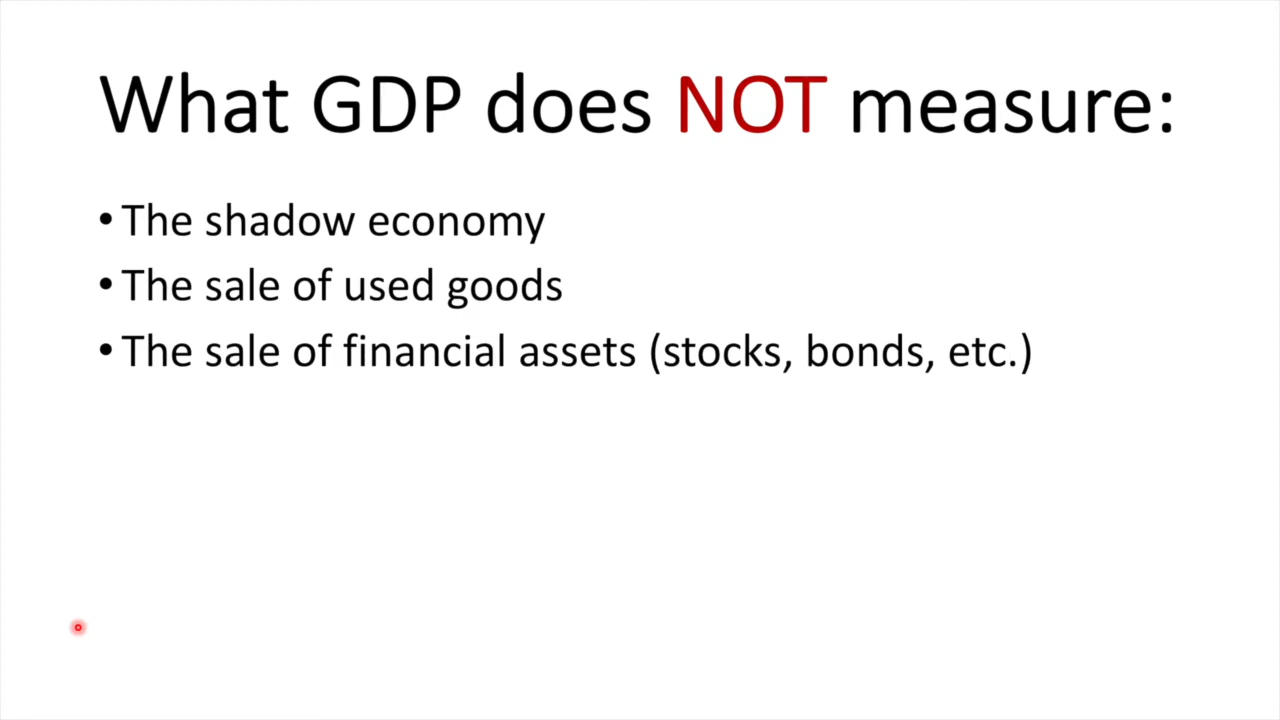 What GDP does NOT measure:
• The shadow economy
• The sale of used goods
• The sale of financial assets (stocks, bonds, etc.)